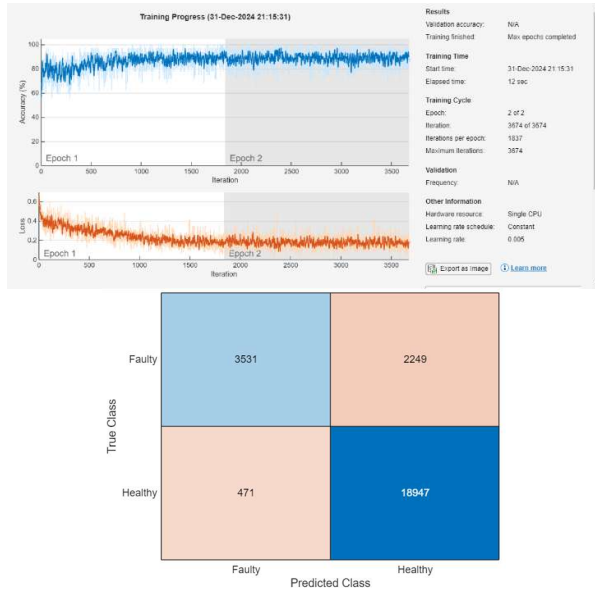 Training Progress (31-Dec-2024 21:15:31)
100
80
60
40
20
0
Accuracy (%)
Epoch 1
Epoch 2
0 500 1000 1500 2000 2500 3000 3500
Iteration
0.6
0.4
0.2
0
Loss
Epoch 1
Epoch 2
0 500 1000 1500 2000 2500 3000 3500
Iteration
Results
Validation accuracy: N/A
Training finished: Max epochs completed
Training Time
Start time: 31-Dec-2024 21:15:31
Elapsed time: 12 sec
Training Cycle
Epoch: 2 of 2
Iteration: 3674 of 3674
Iterations per epoch: 1837
Maximum iterations: 3674
Validation
Frequency: N/A
Other Information
Hardware resource: Single CPU
Learning rate schedule: Constant
Learning rate: 0.005
Export as Image
Learn more
True Class
Faulty 3531 2249
Healthy 471 18947
Faulty Healthy
Predicted Class